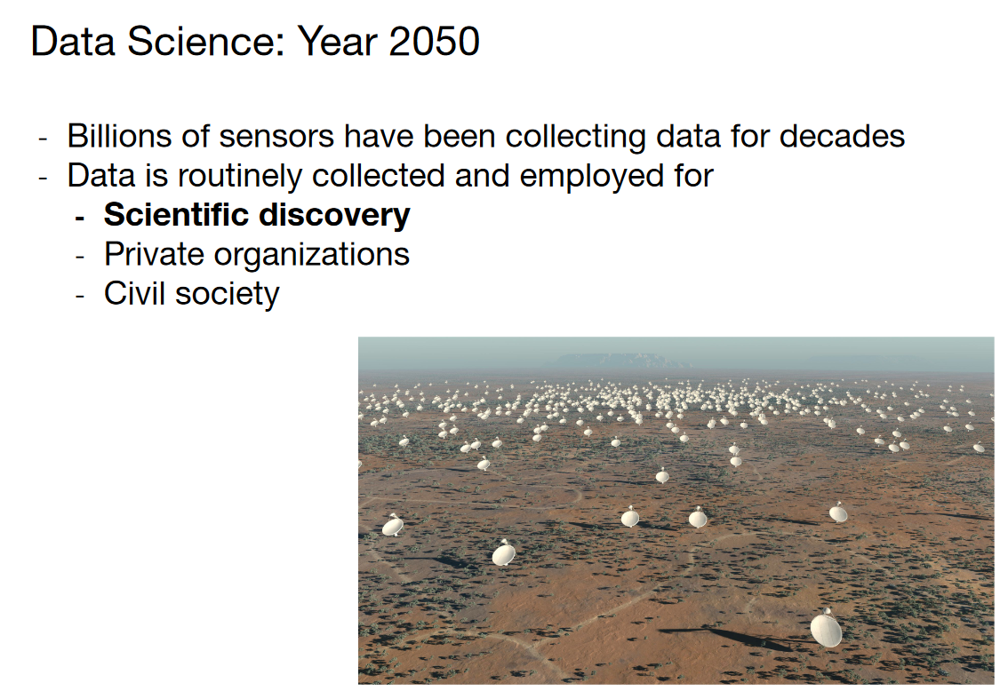 Data Science: Year 2050
- Billions of sensors have been collecting data for decades
- Data is routinely collected and employed for
- Scientific discovery
- Private organizations
- Civil society